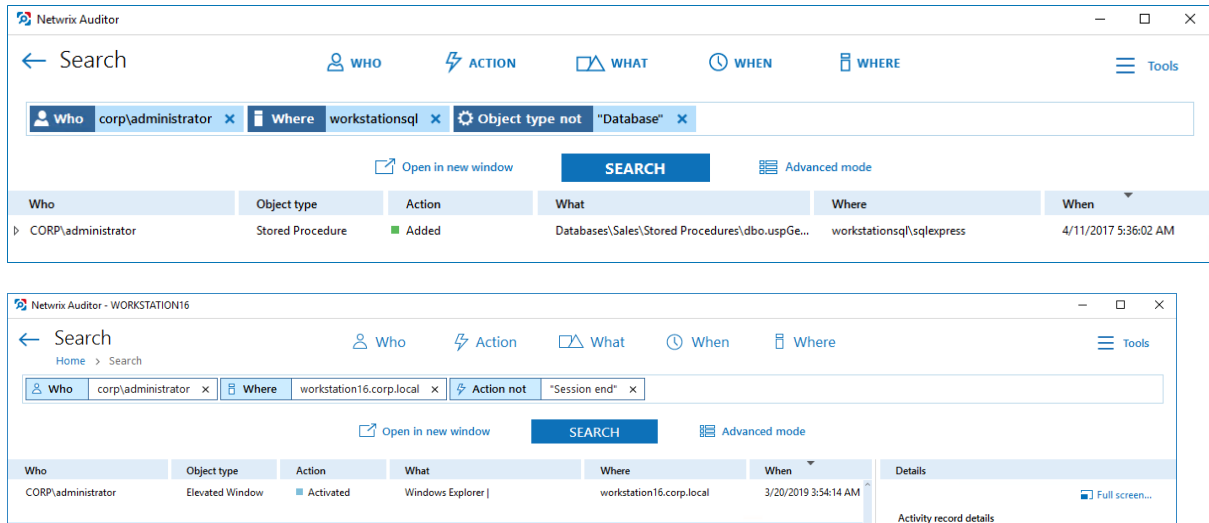 Netwrix Auditor
Search WHO ACTION WHAT WHEN WHERE Tools
Who corp\administrator Where workstationsql Object type not "Database"
Open in new window SEARCH Advanced mode
Who Object type Action What Where When
CORP\administrator Stored Procedure Added Databases\Sales\Stored Procedures\dbo.uspGe... workstationsql\sqlexpress 4/11/2017 5:36:02 AM
Netwrix Auditor - WORKSTATION16
Search Who Action What When Where Tools
Home > Search
Who corp\administrator Where workstation16.corp.local Action not "Session end"
Open in new window SEARCH Advanced mode
Who Object type Action What Where When Details
CORP\administrator Elevated Window Activated Windows Explorer | workstation16.corp.local 3/20/2019 3:54:14 AM
Full screen...
Activity record details